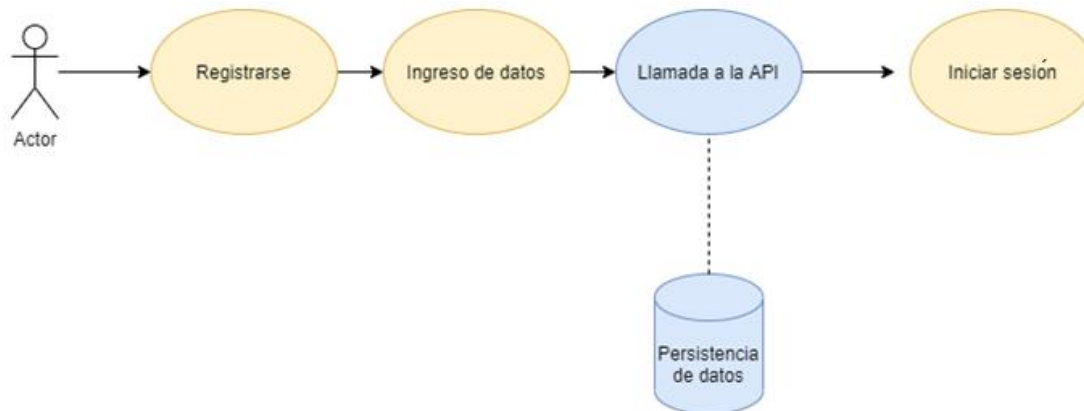 Registrarse
Ingreso de datos
Llamada a la API
Iniciar sesión
Actor
Persistencia
de datos